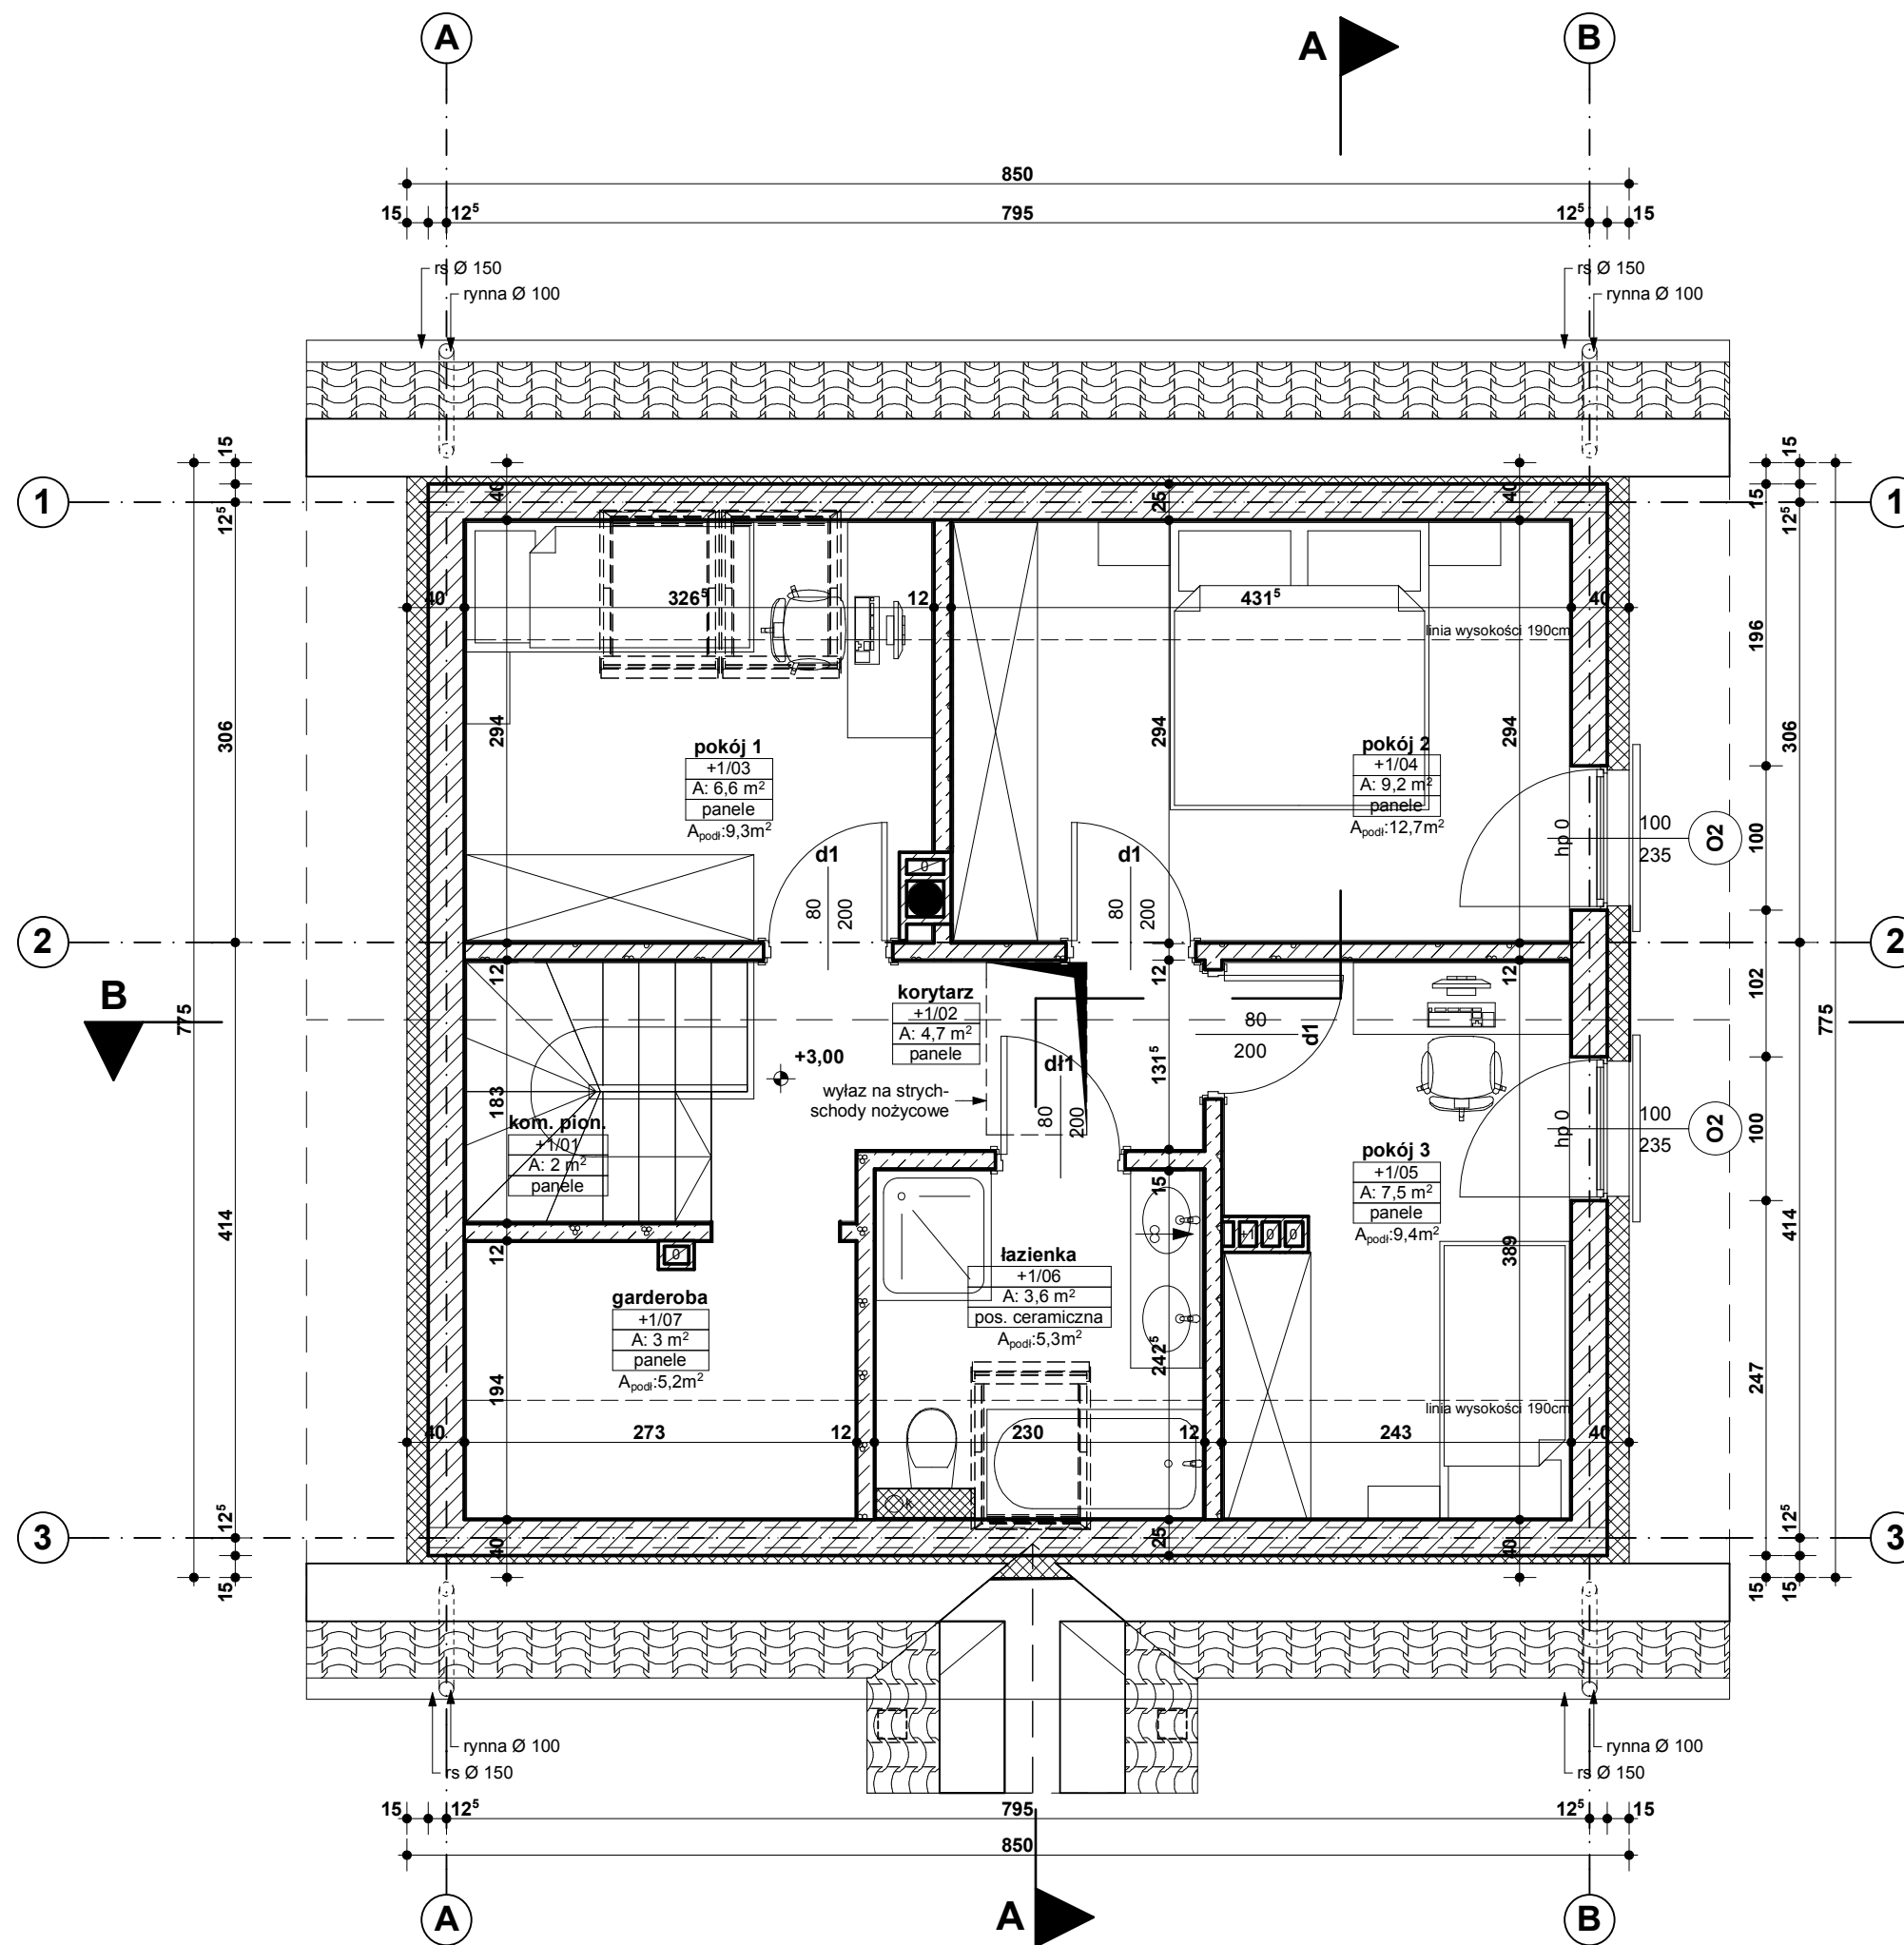 A
A
B
850
15
12⁵
795
12⁵
15
rs Ø 150
rynna Ø 100
rs Ø 150
rynna Ø 100
15
15
1
40
25
40
1
12⁵
15
12⁵
40
326⁵
12
431⁵
40
linia wysokości 190cm
196
306
294
294
294
306
pokój 1
+1/03
A: 6,6 m²
panele
Apodł:9,3m²
pokój 2
+1/04
A: 9,2 m²
panele
Apodł:12,7m²
hp 0
100
235
O2
100
d1
80
200
0
d1
80
200
2
2
12
12
12
102
B
775
korytarz
+1/02
A: 4,7 m²
panele
80
200
d1
775
+3,00
wyłaz na strych-
schody nożycowe
dł1
80
200
131⁵
183
kom. pion.
+1/01
A: 2 m²
panele
hp 0
100
235
O2
100
pokój 3
+1/05
A: 7,5 m²
panele
Apodł:9,4m²
15
414
12
0
+1
0
0
389
414
łazienka
+1/06
A: 3,6 m²
pos. ceramiczna
Apodł:5,3m²
garderoba
+1/07
A: 3 m²
panele
Apodł:5,2m²
242⁵
194
247
linia wysokości 190cm
40
273
12
230
12
243
40
k
3
12⁵
40
25
40
12⁵
3
15
15
15
rynna Ø 100
rs Ø 150
rynna Ø 100
rs Ø 150
15
12⁵
795
12⁵
15
850
A
A
B